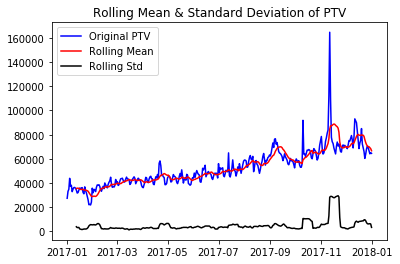 Rolling Mean & Standard Deviation of PTV
Original PTV
Rolling Mean
Rolling Std
160000
140000
120000
100000
80000
60000
40000
20000
0
2017-01 2017-03 2017-05 2017-07 2017-09 2017-11 2018-01